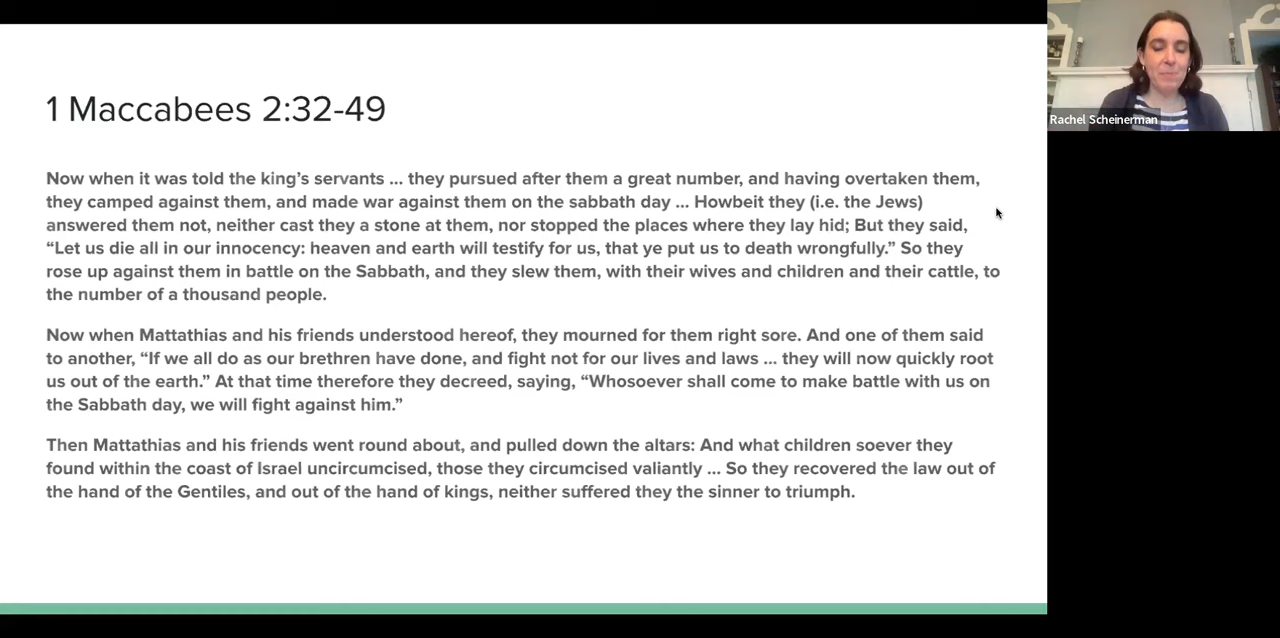 1 Maccabees 2:32-49
Now when it was told the king’s servants ... they pursued after them a great number, and having overtaken them,
they camped against them, and made war against them on the sabbath day ... Howbeit they (i.e. the Jews)
answered them not, neither cast they a stone at them, nor stopped the places where they lay hid; But they said,
“Let us die all in our innocency: heaven and earth will testify for us, that ye put us to death wrongfully.” So they
rose up against them in battle on the Sabbath, and they slew them, with their wives and children and their cattle, to
the number of a thousand people.
Now when Mattathias and his friends understood hereof, they mourned for them right sore. And one of them said
to another, “If we all do as our brethren have done, and fight not for our lives and laws ... they will now quickly root
us out of the earth.” At that time therefore they decreed, saying, “Whosoever shall come to make battle with us on
the Sabbath day, we will fight against him.”
Then Mattathias and his friends went round about, and pulled down the altars: And what children soever they
found within the coast of Israel uncircumcised, those they circumcised valiantly ... So they recovered the law out of
the hand of the Gentiles, and out of the hand of kings, neither suffered they the sinner to triumph.
Rachel Scheinerman